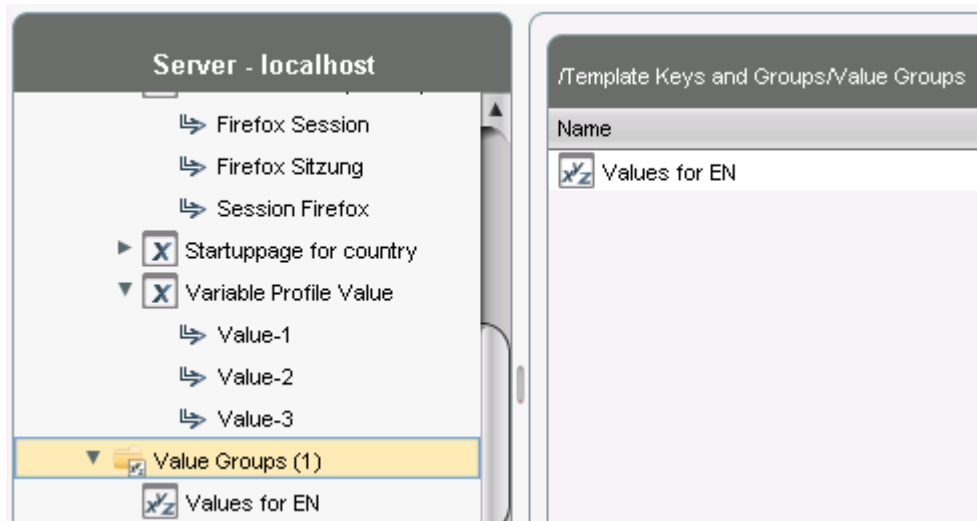 Server - localhost
Firefox Session
Firefox Sitzung
Session Firefox
Startuppage for country
Variable Profile Value
Value-1
Value-2
Value-3
Value Groups (1)
Values for EN
/Template Keys and Groups/Value Groups
Name
Values for EN